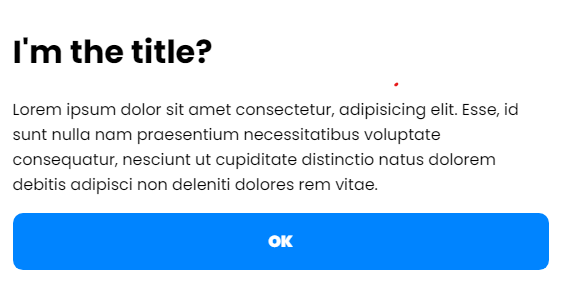 I'm the title?
Lorem ipsum dolor sit amet consectetur, adipisicing elit. Esse, id
sunt nulla nam praesentium necessitatibus voluptate
consequatur, nesciunt ut cupiditate distinctio natus dolorem
debitis adipisci non deleniti dolores rem vitae.
OK